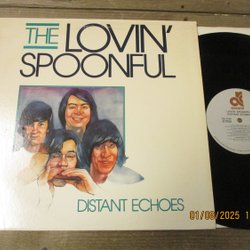 THE LOVIN'
SPOONFUL
DISTANT ECHOES
01/08/2025